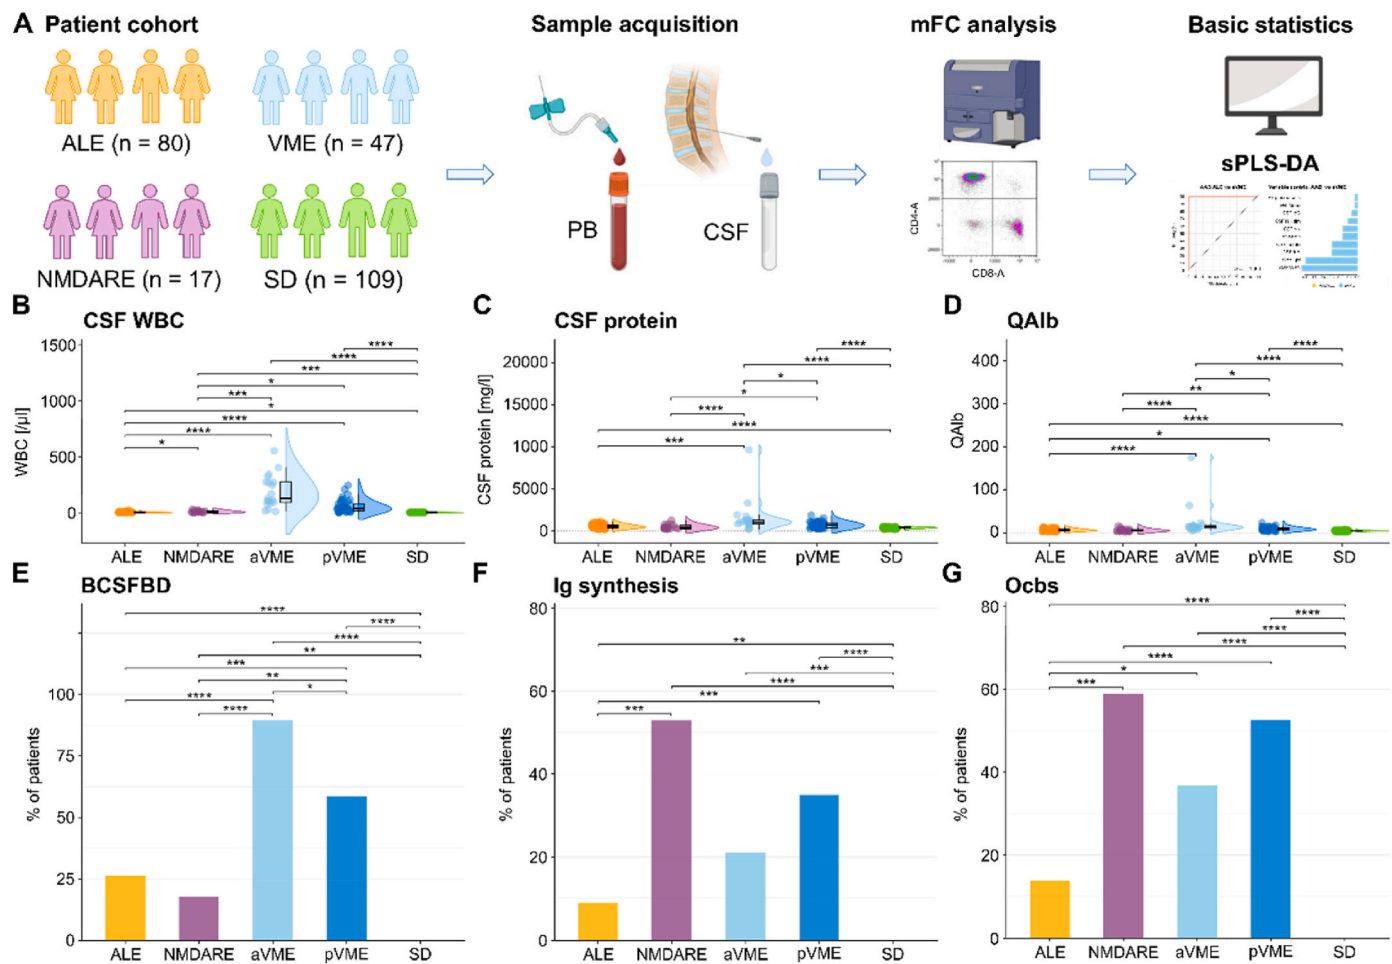 A Patient cohort
Sample acquisition
mFC analysis
Basic statistics
ALE (n = 80)
VME (n = 47)
NMDARE (n = 17)
SD (n = 109)
PB
CSF
CD4-A
CD8-A
sPLS-DA
B CSF WBC
WBC [/µl]
1500
1000
500
0
****
****
***
*
***
*
****
****
*
ALE NMDARE aVME pVME SD
C CSF protein
CSF protein [mg/l]
20000
15000
10000
5000
0
****
****
*
*
****
****
***
ALE NMDARE aVME pVME SD
D QAlb
QAlb
400
300
200
100
0
****
****
*
**
****
****
*
****
ALE NMDARE aVME pVME SD
E BCSFBD
% of patients
100
75
50
25
0
****
****
****
**
***
**
*
****
****
ALE NMDARE aVME pVME SD
F Ig synthesis
% of patients
80
60
40
20
0
**
****
***
****
***
***
ALE NMDARE aVME pVME SD
G Ocbs
% of patients
80
60
40
20
0
****
****
****
****
****
*
***
ALE NMDARE aVME pVME SD